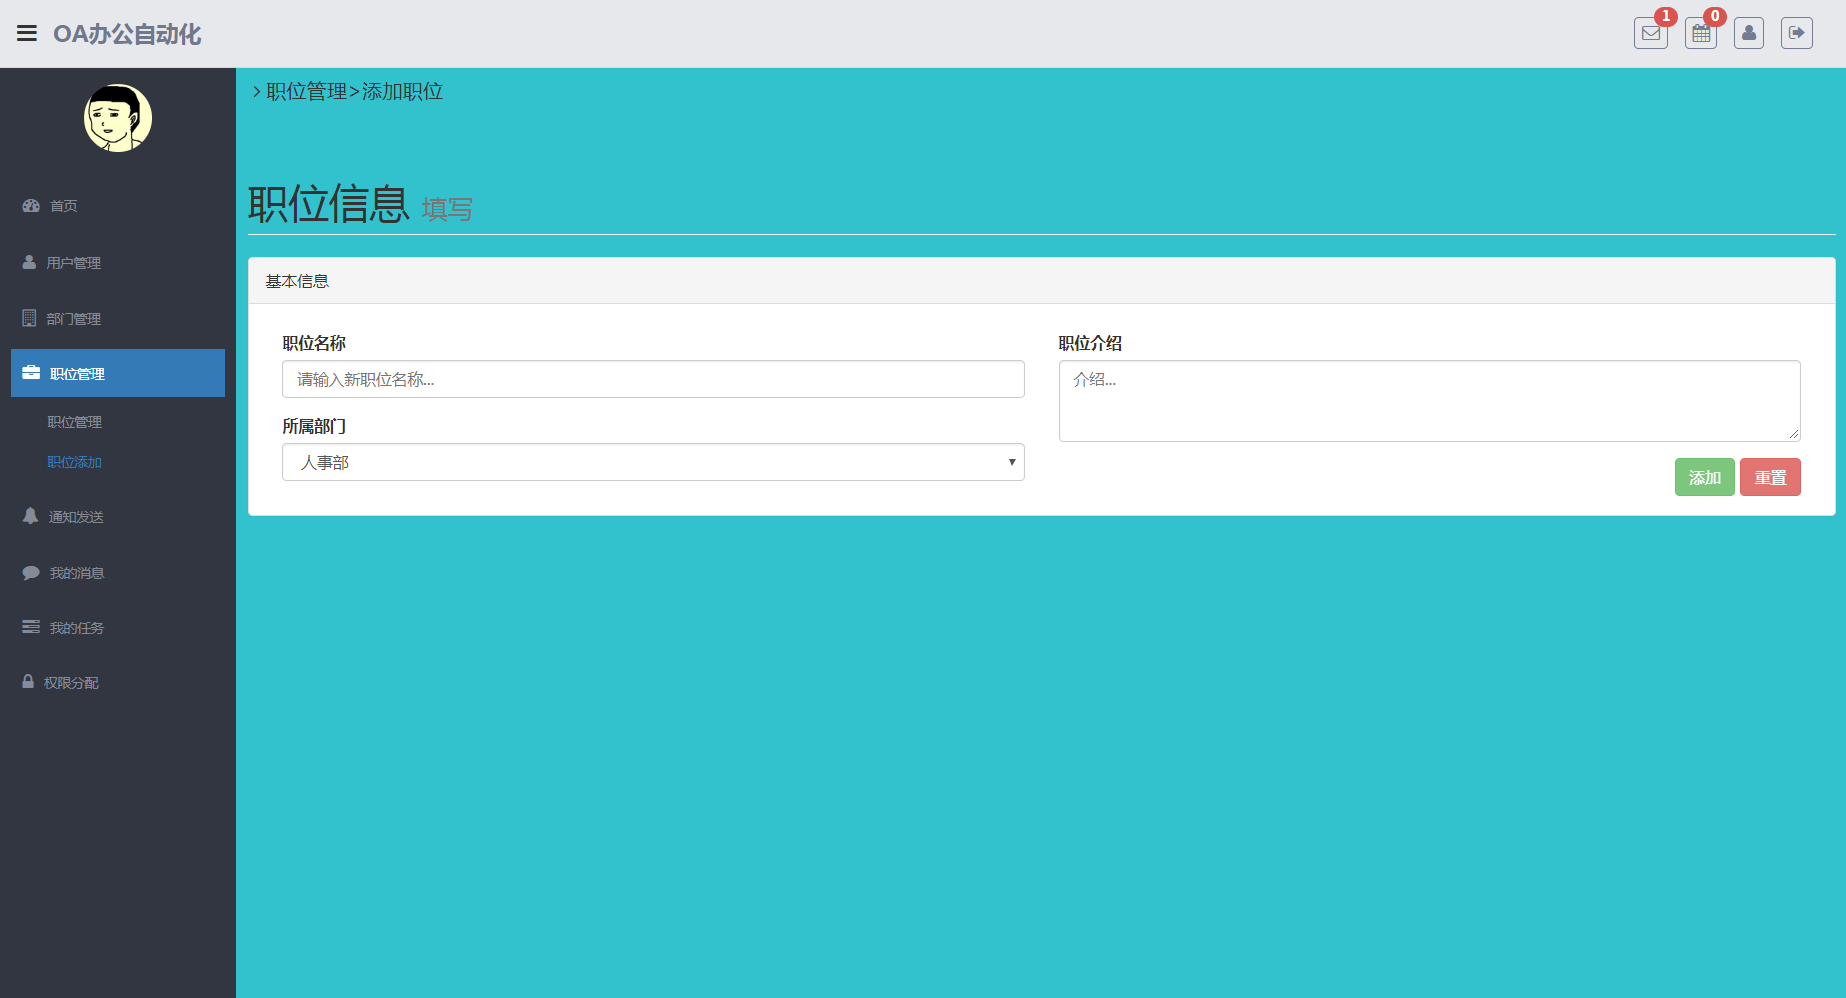 OA办公自动化
1
0
首页
用户管理
部门管理
职位管理
职位管理
职位添加
通知发送
我的消息
我的任务
权限分配
职位管理>添加职位
职位信息 填写
基本信息
职位名称
请输入新职位名称...
所属部门
人事部
职位介绍
介绍...
添加 重置